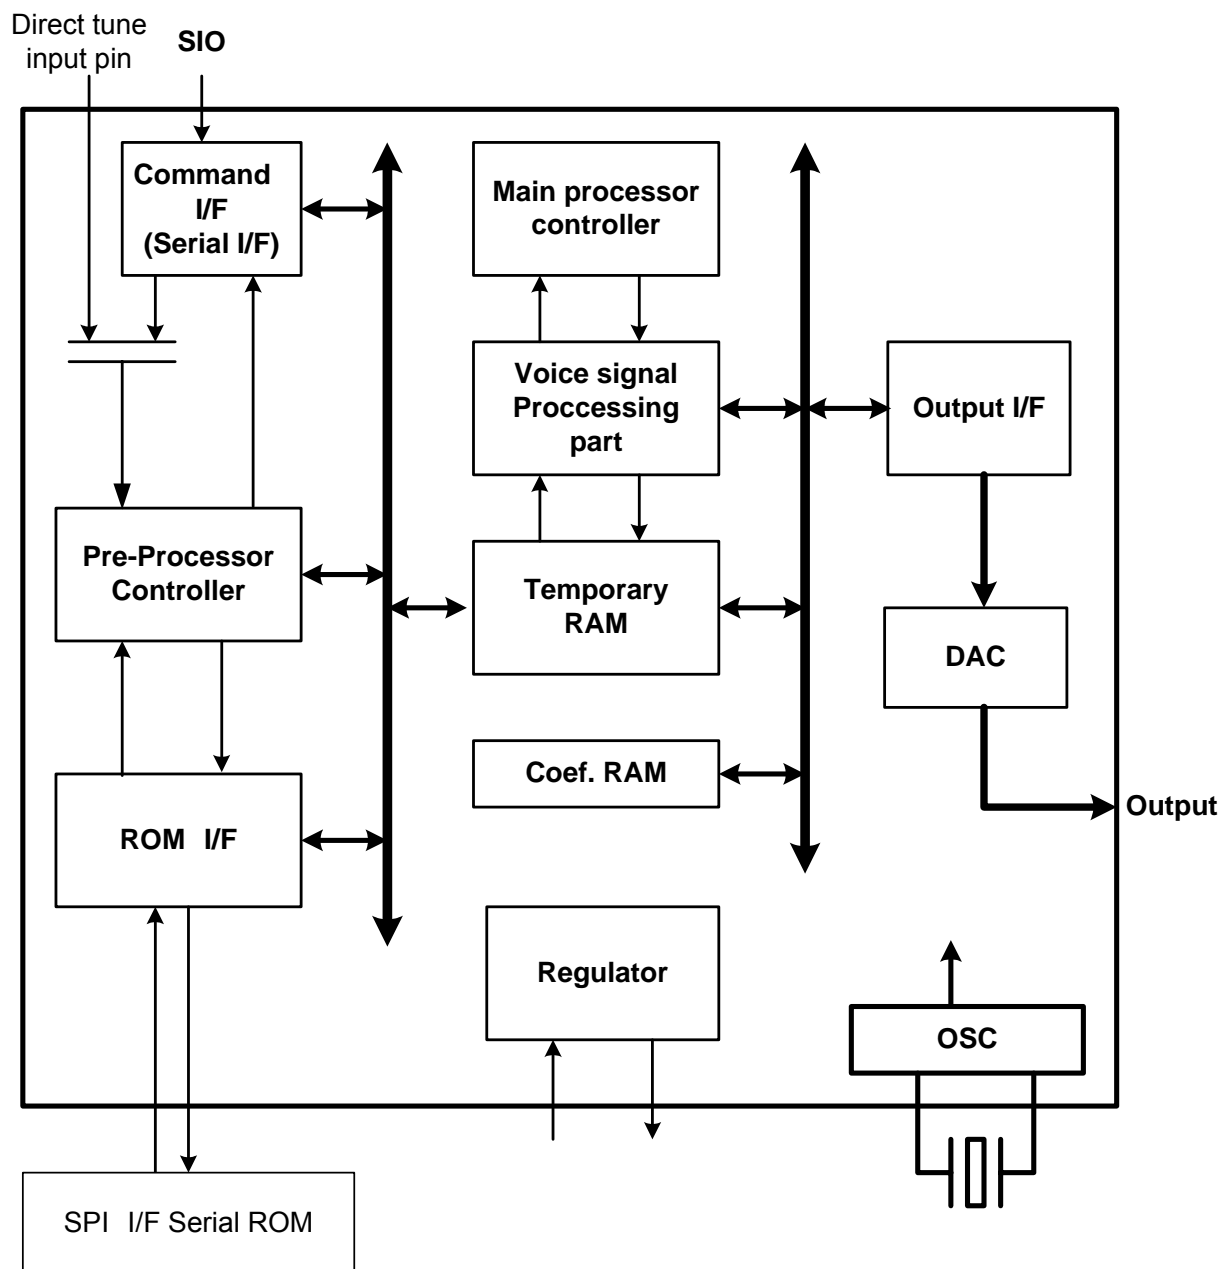 Direct tune
input pin
SIO
Command
I/F
(Serial I/F)
Main processor
controller
Voice signal
Proccessing
part
Output I/F
Pre-Processor
Controller
Temporary
RAM
DAC
Coef. RAM
Output
ROM I/F
Regulator
OSC
SPI I/F Serial ROM